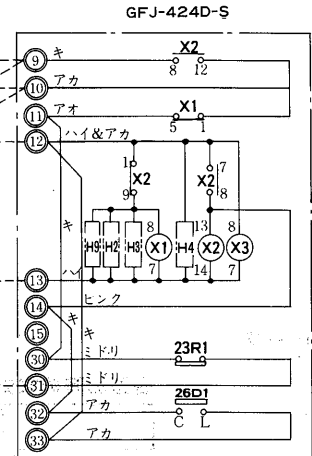 GFJ-424D-S
9 キ X2
8 12
10 アカ
11 アオ X1
5 1
12 ハイ&アカ
1 X2 9
7 X2 8
キ
H9 H2 H3 8 X1 7 H4 13 X2 14 8 X3 7
13 ハイ
14 ピンク
15 キ キ
30 ミドリ 23R1
31 ミドリ
26D1
32 アカ
C L
33 アカ